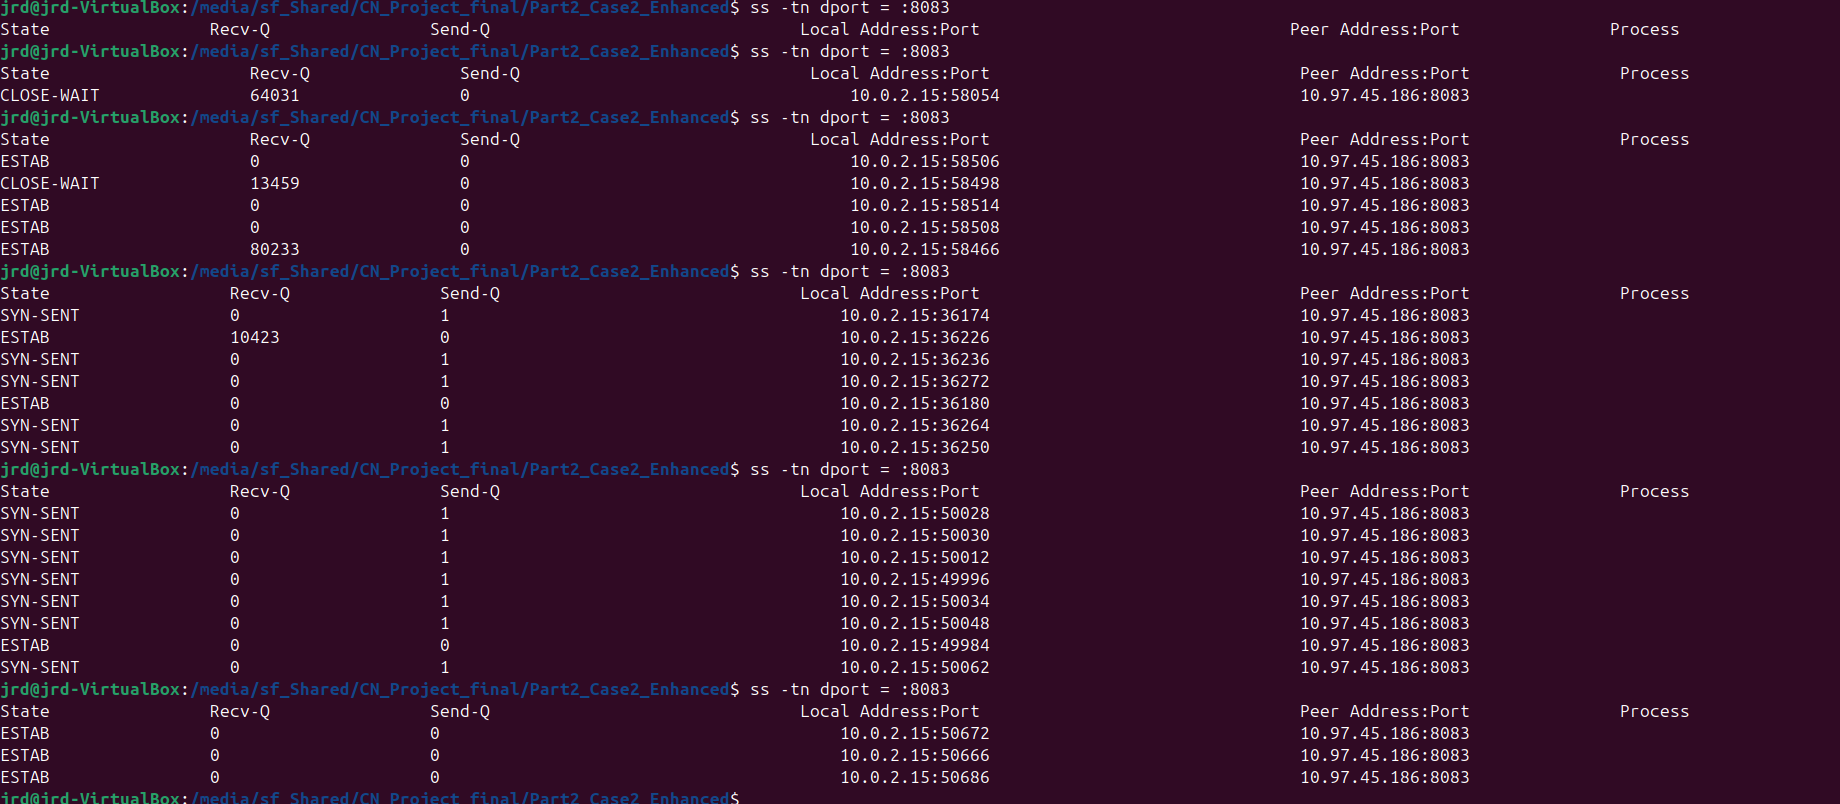 jrd@jrd-VirtualBox:/media/sf_Shared/CN_Project_final/Part2_Case2_Enhanced$ ss -tn dport = :8083
State Recv-Q Send-Q Local Address:Port Peer Address:Port Process
jrd@jrd-VirtualBox:/media/sf_Shared/CN_Project_final/Part2_Case2_Enhanced$ ss -tn dport = :8083
State Recv-Q Send-Q Local Address:Port Peer Address:Port Process
CLOSE-WAIT 64031 0 10.0.2.15:58054 10.97.45.186:8083
jrd@jrd-VirtualBox:/media/sf_Shared/CN_Project_final/Part2_Case2_Enhanced$ ss -tn dport = :8083
State Recv-Q Send-Q Local Address:Port Peer Address:Port Process
ESTAB 0 0 10.0.2.15:58506 10.97.45.186:8083
CLOSE-WAIT 13459 0 10.0.2.15:58498 10.97.45.186:8083
ESTAB 0 0 10.0.2.15:58514 10.97.45.186:8083
ESTAB 0 0 10.0.2.15:58508 10.97.45.186:8083
ESTAB 80233 0 10.0.2.15:58466 10.97.45.186:8083
jrd@jrd-VirtualBox:/media/sf_Shared/CN_Project_final/Part2_Case2_Enhanced$ ss -tn dport = :8083
State Recv-Q Send-Q Local Address:Port Peer Address:Port Process
SYN-SENT 0 1 10.0.2.15:36174 10.97.45.186:8083
ESTAB 10423 0 10.0.2.15:36226 10.97.45.186:8083
SYN-SENT 0 1 10.0.2.15:36236 10.97.45.186:8083
SYN-SENT 0 1 10.0.2.15:36272 10.97.45.186:8083
ESTAB 0 0 10.0.2.15:36180 10.97.45.186:8083
SYN-SENT 0 1 10.0.2.15:36264 10.97.45.186:8083
SYN-SENT 0 1 10.0.2.15:36250 10.97.45.186:8083
jrd@jrd-VirtualBox:/media/sf_Shared/CN_Project_final/Part2_Case2_Enhanced$ ss -tn dport = :8083
State Recv-Q Send-Q Local Address:Port Peer Address:Port Process
SYN-SENT 0 1 10.0.2.15:50028 10.97.45.186:8083
SYN-SENT 0 1 10.0.2.15:50030 10.97.45.186:8083
SYN-SENT 0 1 10.0.2.15:50012 10.97.45.186:8083
SYN-SENT 0 1 10.0.2.15:49996 10.97.45.186:8083
SYN-SENT 0 1 10.0.2.15:50034 10.97.45.186:8083
SYN-SENT 0 1 10.0.2.15:50048 10.97.45.186:8083
ESTAB 0 0 10.0.2.15:49984 10.97.45.186:8083
SYN-SENT 0 1 10.0.2.15:50062 10.97.45.186:8083
jrd@jrd-VirtualBox:/media/sf_Shared/CN_Project_final/Part2_Case2_Enhanced$ ss -tn dport = :8083
State Recv-Q Send-Q Local Address:Port Peer Address:Port Process
ESTAB 0 0 10.0.2.15:50672 10.97.45.186:8083
ESTAB 0 0 10.0.2.15:50666 10.97.45.186:8083
ESTAB 0 0 10.0.2.15:50686 10.97.45.186:8083
jrd@jrd-VirtualBox:/media/sf_Shared/CN_Project_final/Part2_Case2_Enhanced$